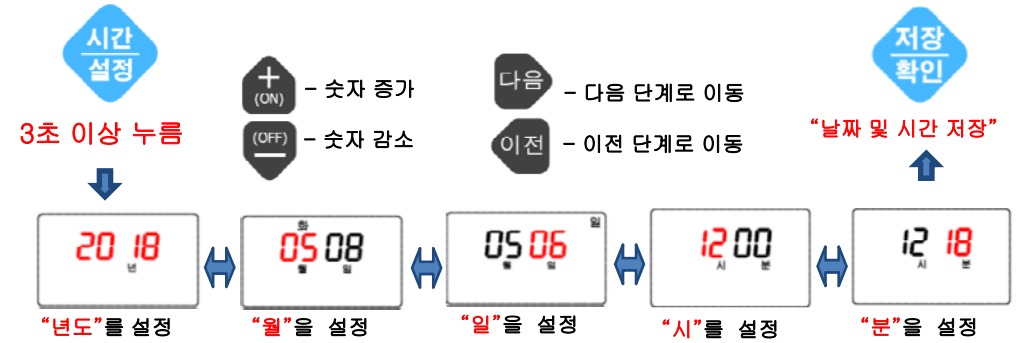 시간
설정
3초 이상 누름
+
(ON)
– 숫자 증가
(OFF)
–
– 숫자 감소
다음
– 다음 단계로 이동
이전
– 이전 단계로 이동
저장
확인
“날짜 및 시간 저장”
20 18
년
“년도”를 설정
화
05 08
월 일
“월”을 설정
일
05 06
월 일
“일”을 설정
12 00
시 분
“시”를 설정
12 18
시 분
“분”을 설정